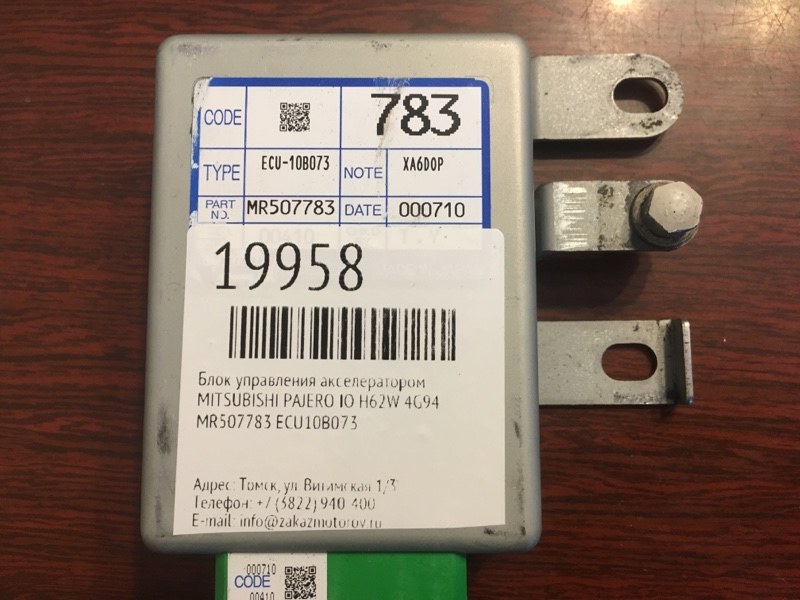 CODE 783
TYPE ECU-10B073 NOTE XA6D0P
PART NO. MR507783 DATE 000710
19958
Блок управления акселератором
MITSUBISHI PAJERO IO H62W 4G94
MR507783 ECU10B073
Адрес: Томск, ул. Витимская 1/3
Телефон: +7 (3822) 940 400
E-mail: info@zakazmotorov.ru
000710
CODE
00410